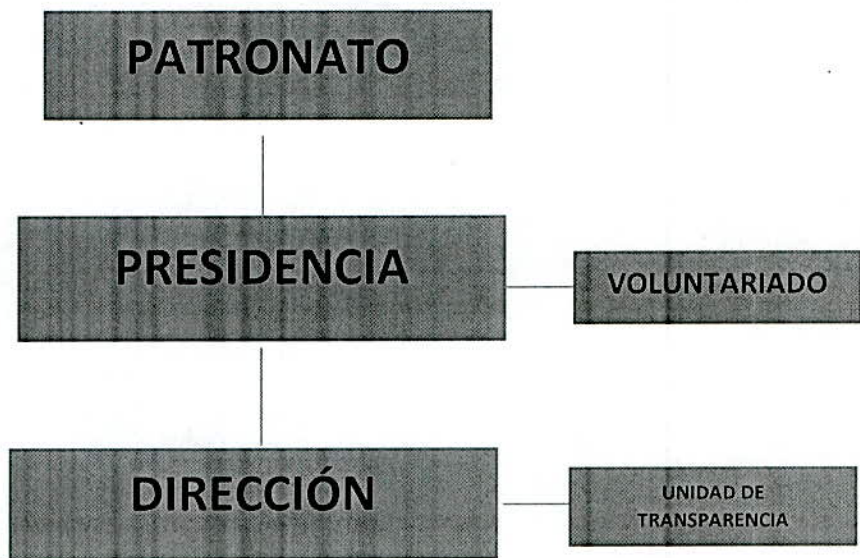 PATRONATO
PRESIDENCIA
VOLUNTARIADO
DIRECCIÓN
UNIDAD DE
TRANSPARENCIA